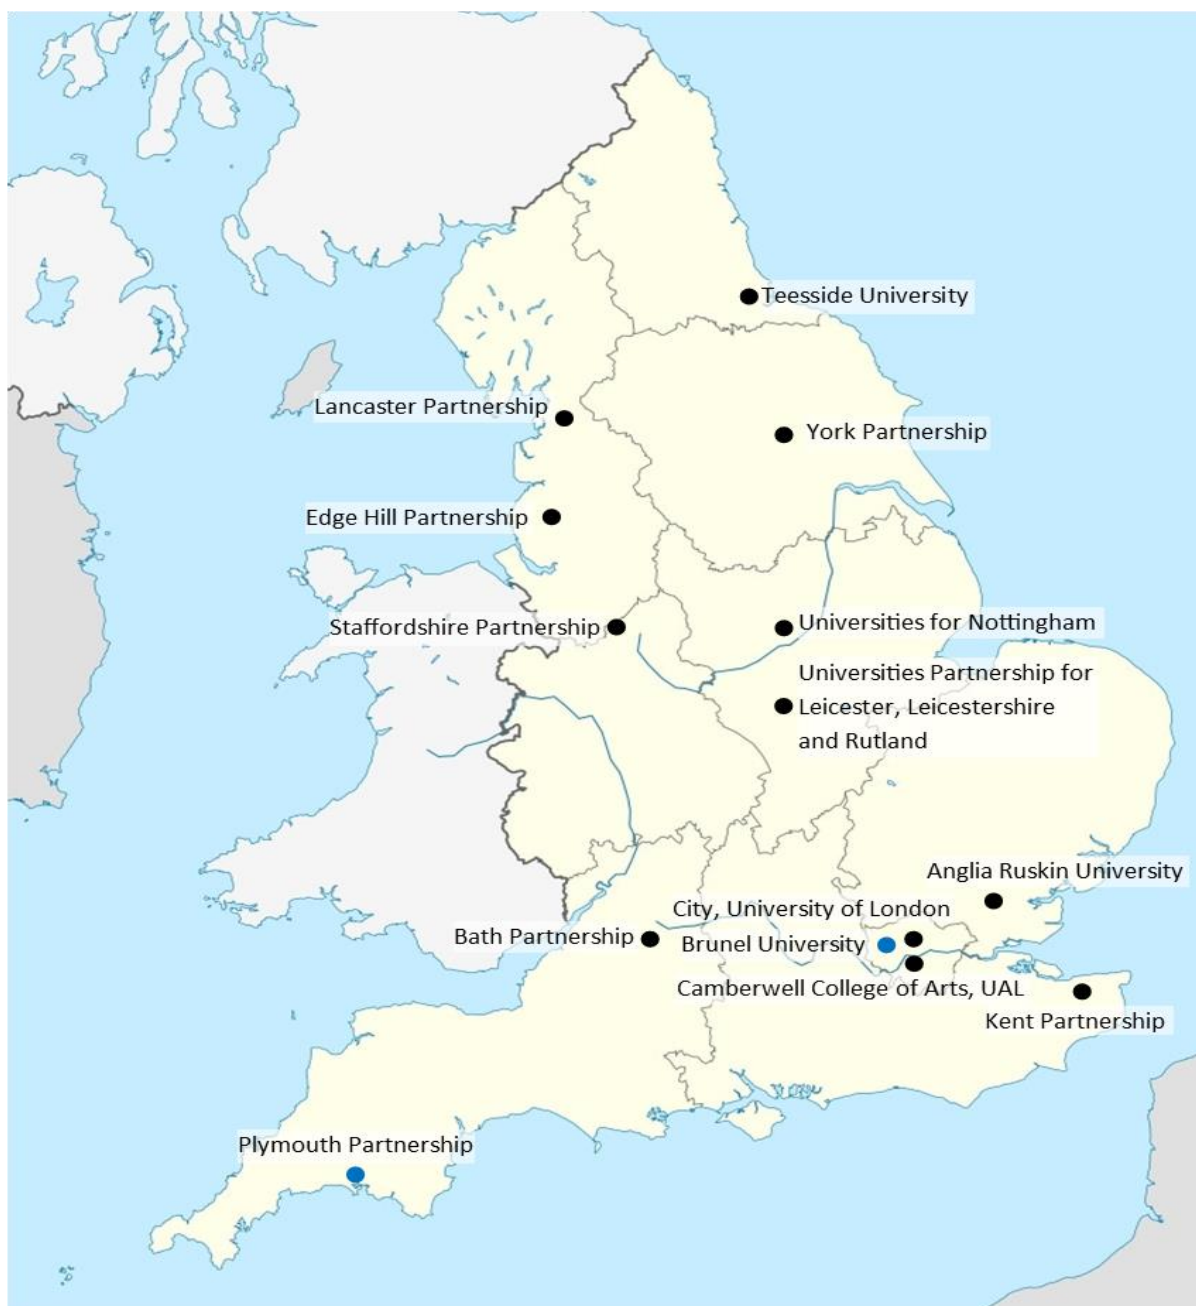 Teesside University
Lancaster Partnership
York Partnership
Edge Hill Partnership
Staffordshire Partnership
Universities for Nottingham
Universities Partnership for
Leicester, Leicestershire
and Rutland
Anglia Ruskin University
City, University of London
Bath Partnership
Brunel University
Camberwell College of Arts, UAL
Kent Partnership
Plymouth Partnership